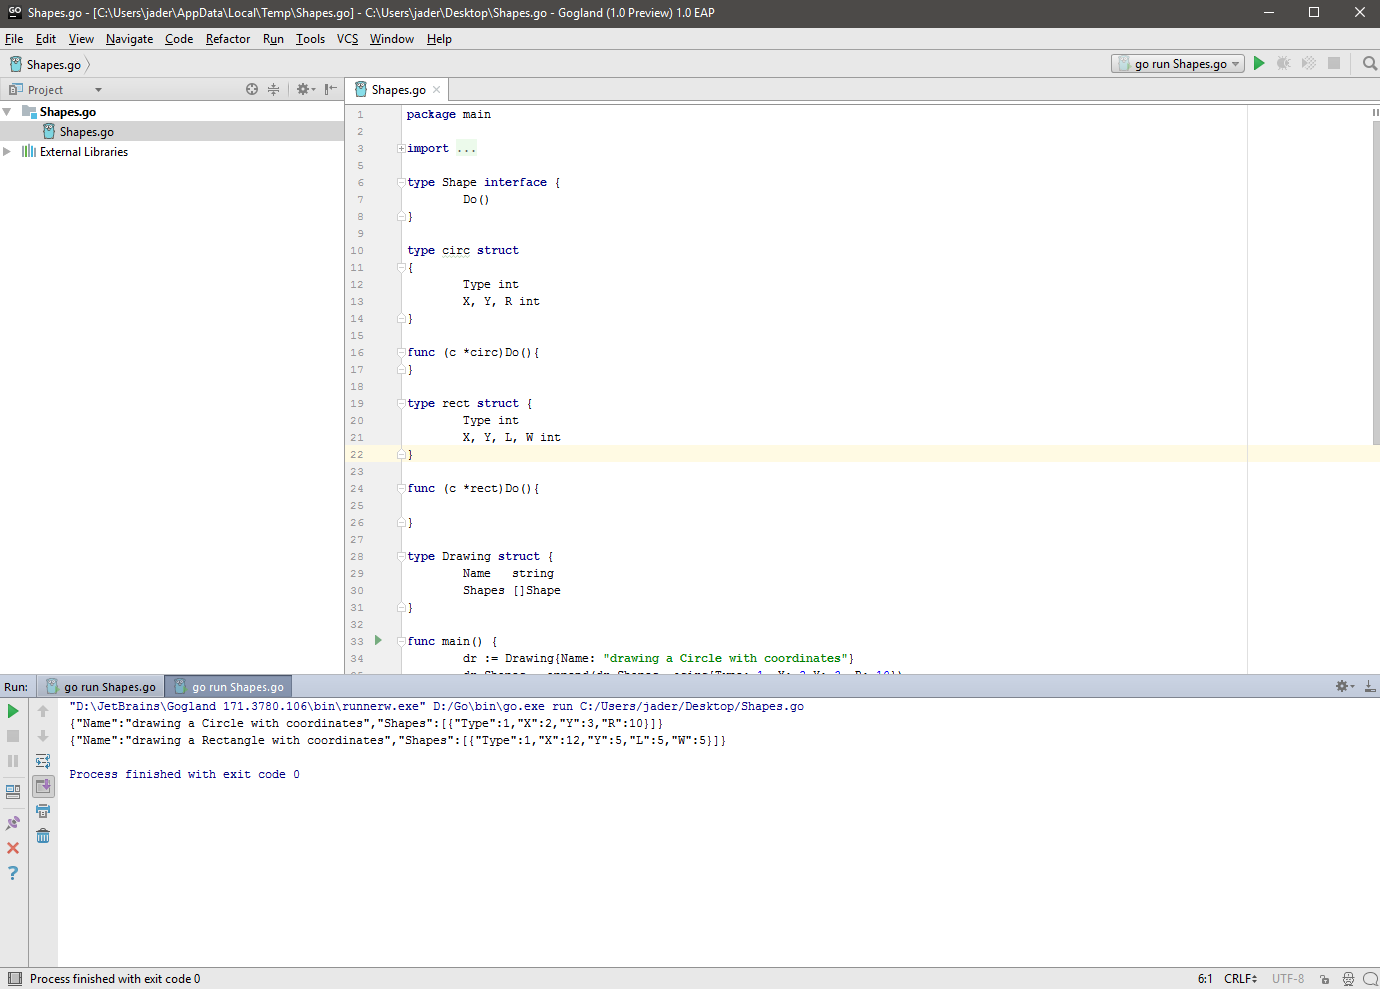 Shapes.go - [C:\Users\jader\AppData\Local\Temp\Shapes.go] - C:\Users\jader\Desktop\Shapes.go - Gogland (1.0 Preview) 1.0 EAP
File Edit View Navigate Code Refactor Run Tools VCS Window Help
Shapes.go
go run Shapes.go
Project
Shapes.go
Shapes.go
Shapes.go
External Libraries
1 package main
2
3 import ...
5
6 type Shape interface {
7 Do()
8 }
9
10 type circ struct
11 {
12 Type int
13 X, Y, R int
14 }
15
16 func (c *circ)Do(){
17 }
18
19 type rect struct {
20 Type int
21 X, Y, L, W int
22 }
23
24 func (c *rect)Do(){
25
26 }
27
28 type Drawing struct {
29 Name string
30 Shapes []Shape
31 }
32
33 func main() {
34 dr := Drawing{Name: "drawing a Circle with coordinates"}
Run: go run Shapes.go go run Shapes.go
"D:\JetBrains\Gogland 171.3780.106\bin\runnerw.exe" D:/Go\bin\go.exe run C:/Users/jader/Desktop/Shapes.go
{"Name":"drawing a Circle with coordinates","Shapes":[{"Type":1,"X":2,"Y":3,"R":10}]}
{"Name":"drawing a Rectangle with coordinates","Shapes":[{"Type":1,"X":12,"Y":5,"L":5,"W":5}]}
Process finished with exit code 0
Process finished with exit code 0
6:1 CRLF UTF-8